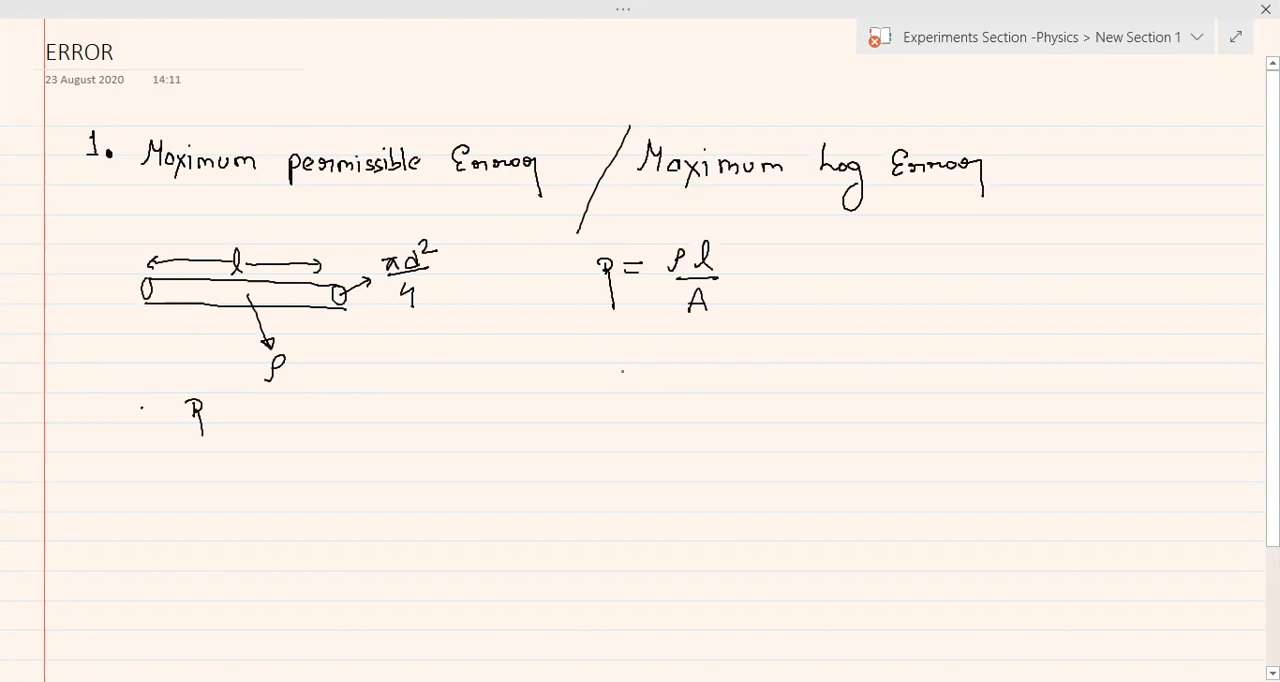 ...
Experiments Section -Physics > New Section 1
ERROR
23 August 2020 14:11
1. Maximum permissible Error / Maximum Log Error
l
πd²/4
R = ρl/A
ρ
R